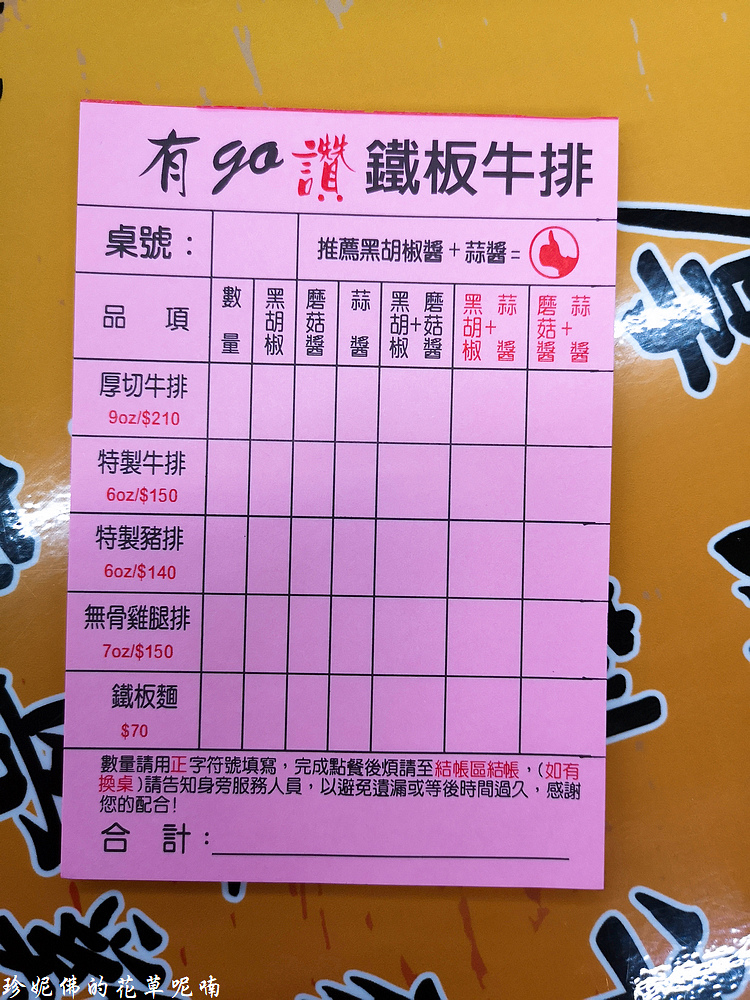 有go讚鐵板牛排
桌號：
推薦黑胡椒醬+蒜醬=
品項
數量
黑胡椒
磨菇醬
蒜醬
黑胡椒+磨菇醬
黑胡椒+蒜醬
磨菇醬+蒜醬
厚切牛排
9oz/$210
特製牛排
6oz/$150
特製豬排
6oz/$140
無骨雞腿排
7oz/$150
鐵板麵
$70
數量請用正字符號填寫，完成點餐後煩請至結帳區結帳，(如有
換桌)請告知身旁服務人員，以避免遺漏或等後時間過久，感謝
您的配合!
合計：
珍妮佛的花草呢喃